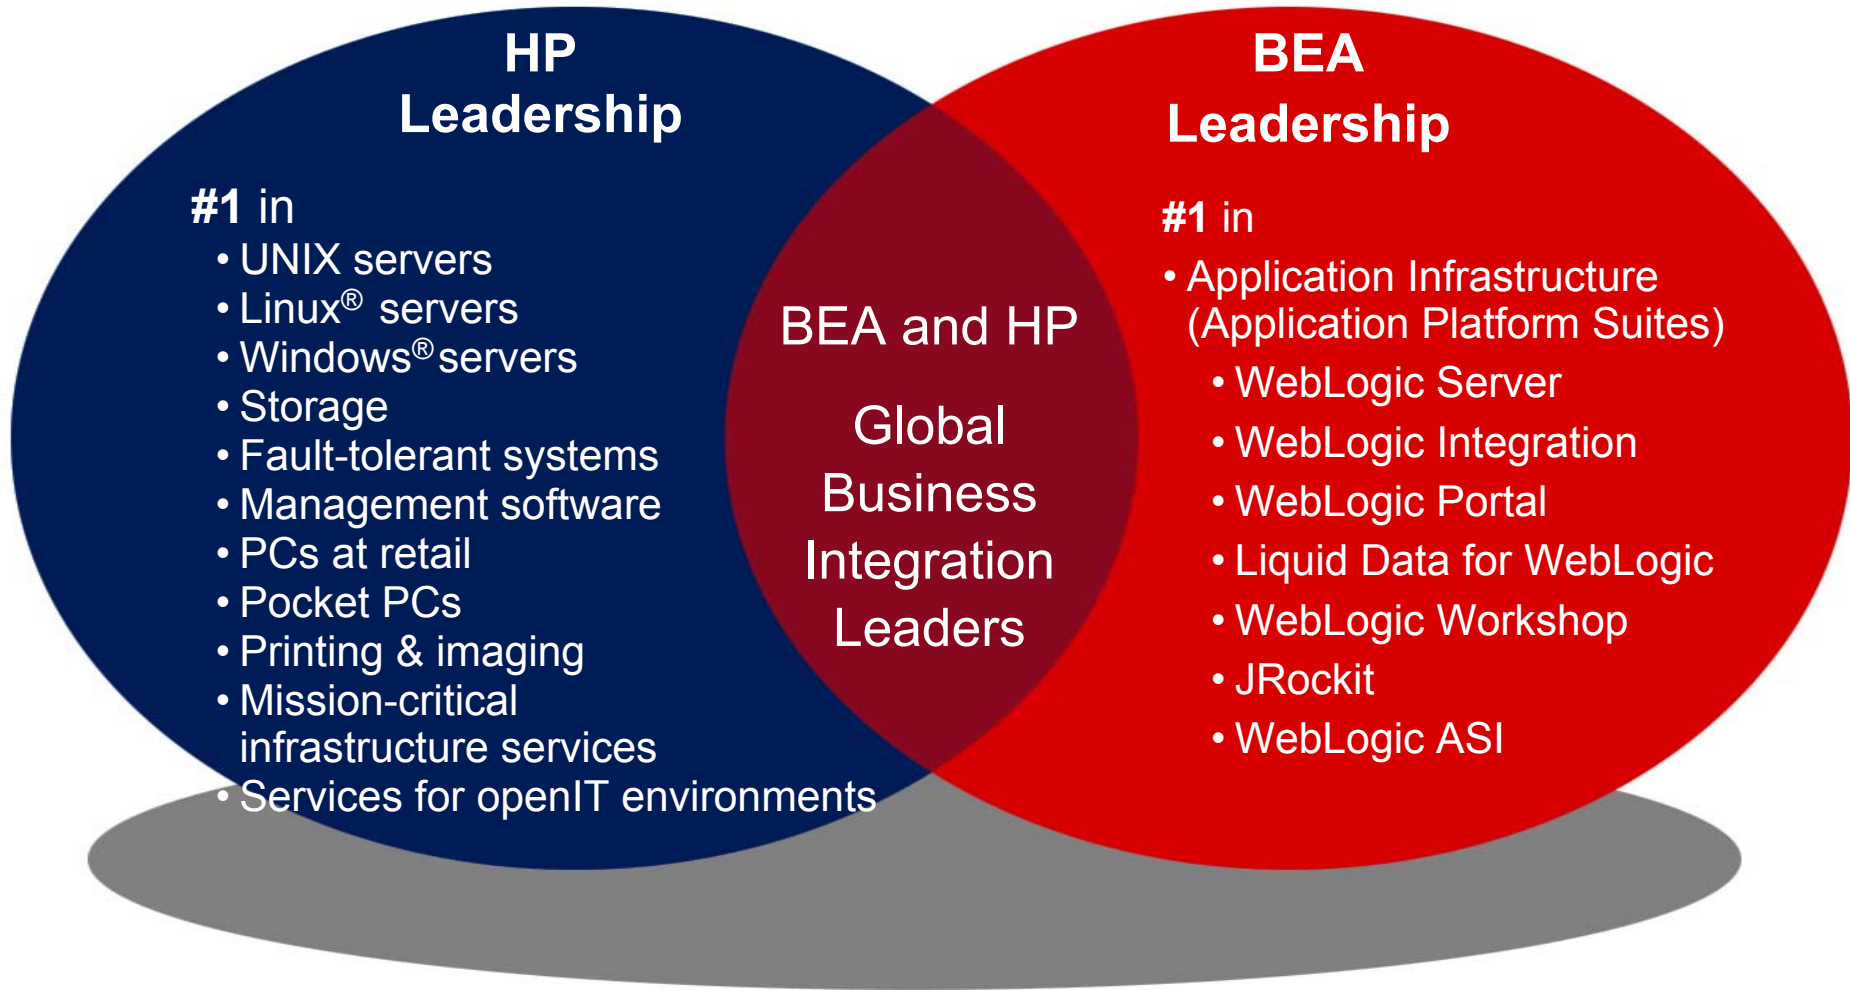 HP
Leadership
#1 in
• UNIX servers
• Linux® servers
• Windows® servers
• Storage
• Fault-tolerant systems
• Management software
• PCs at retail
• Pocket PCs
• Printing & imaging
• Mission-critical
infrastructure services
• Services for openIT environments
BEA and HP
Global
Business
Integration
Leaders
BEA
Leadership
#1 in
• Application Infrastructure
(Application Platform Suites)
• WebLogic Server
• WebLogic Integration
• WebLogic Portal
• Liquid Data for WebLogic
• WebLogic Workshop
• JRockit
• WebLogic ASI